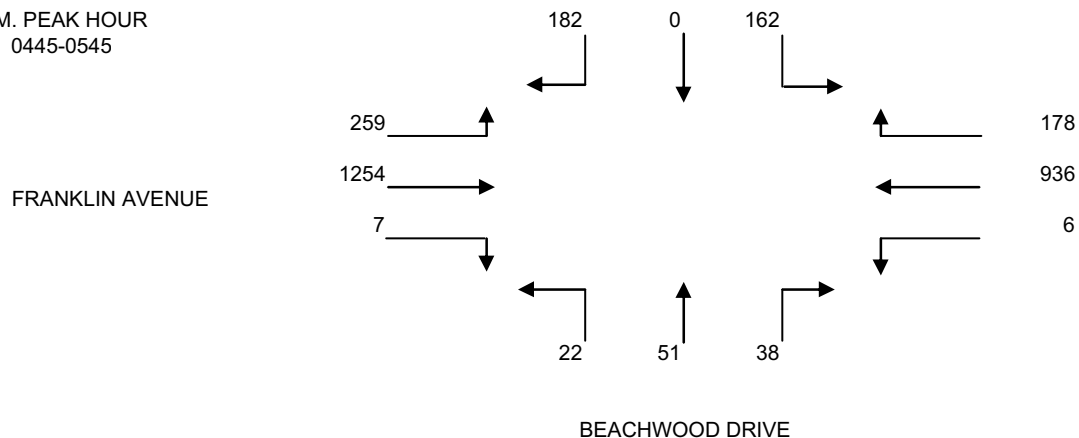 M. PEAK HOUR 182 0 162
0445-0545
259 178
1254 936
FRANKLIN AVENUE
7 6
22 51 38
BEACHWOOD DRIVE